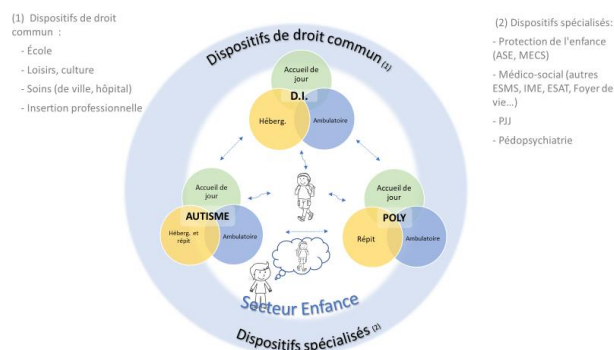 (1) Dispositifs de droit
commun :
- École
- Loisirs, culture
- Soins (de ville, hôpital)
- Insertion professionnelle
(2) Dispositifs spécialisés:
- Protection de l'enfance
(ASE, MECS)
- Médico-social (autres
ESMS, IME, ESAT, Foyer de
vie...)
- PJJ
- Pédopsychiatrie
Dispositifs de droit commun (1)
Accueil de
jour
D.I.
Héberg.
Ambulatoire
Accueil de
jour
AUTISME
Héberg. et
répit
Ambulatoire
Accueil de
jour
POLY
Répit
Ambulatoire
Secteur Enfance
Dispositifs spécialisés (2)